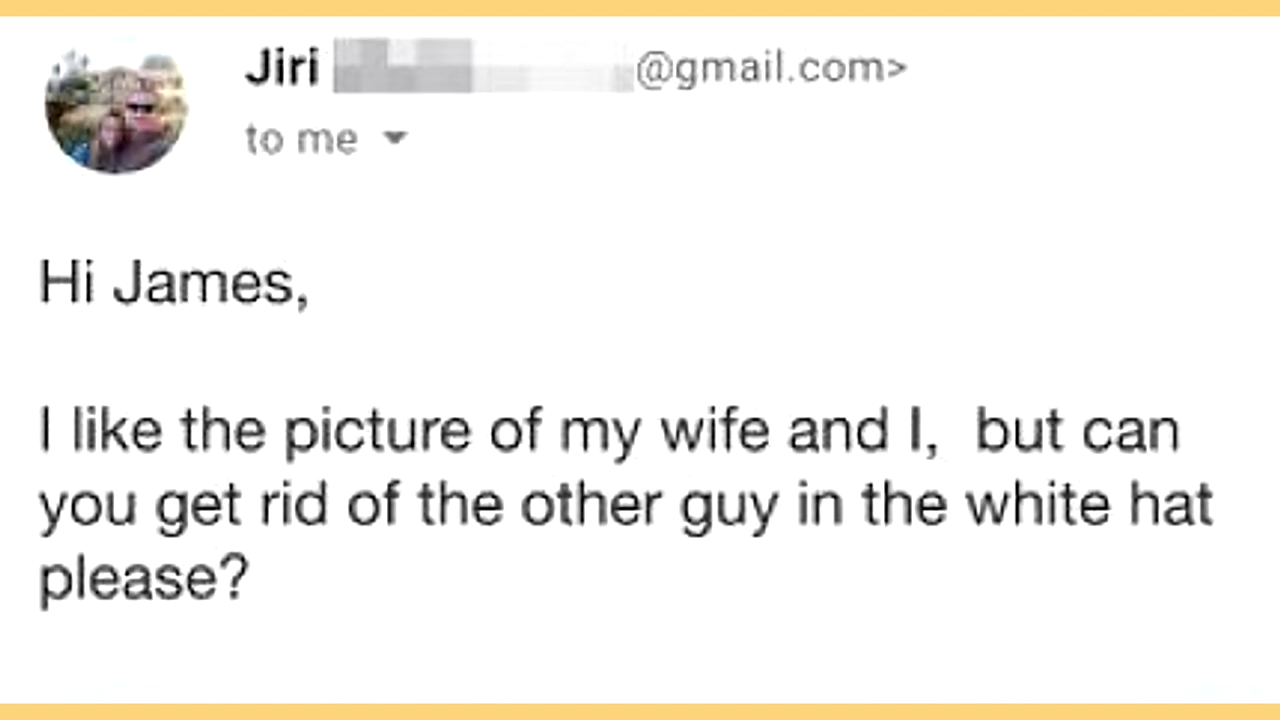 Jiri @gmail.com>
to me
Hi James,
I like the picture of my wife and I, but can
you get rid of the other guy in the white hat
please?